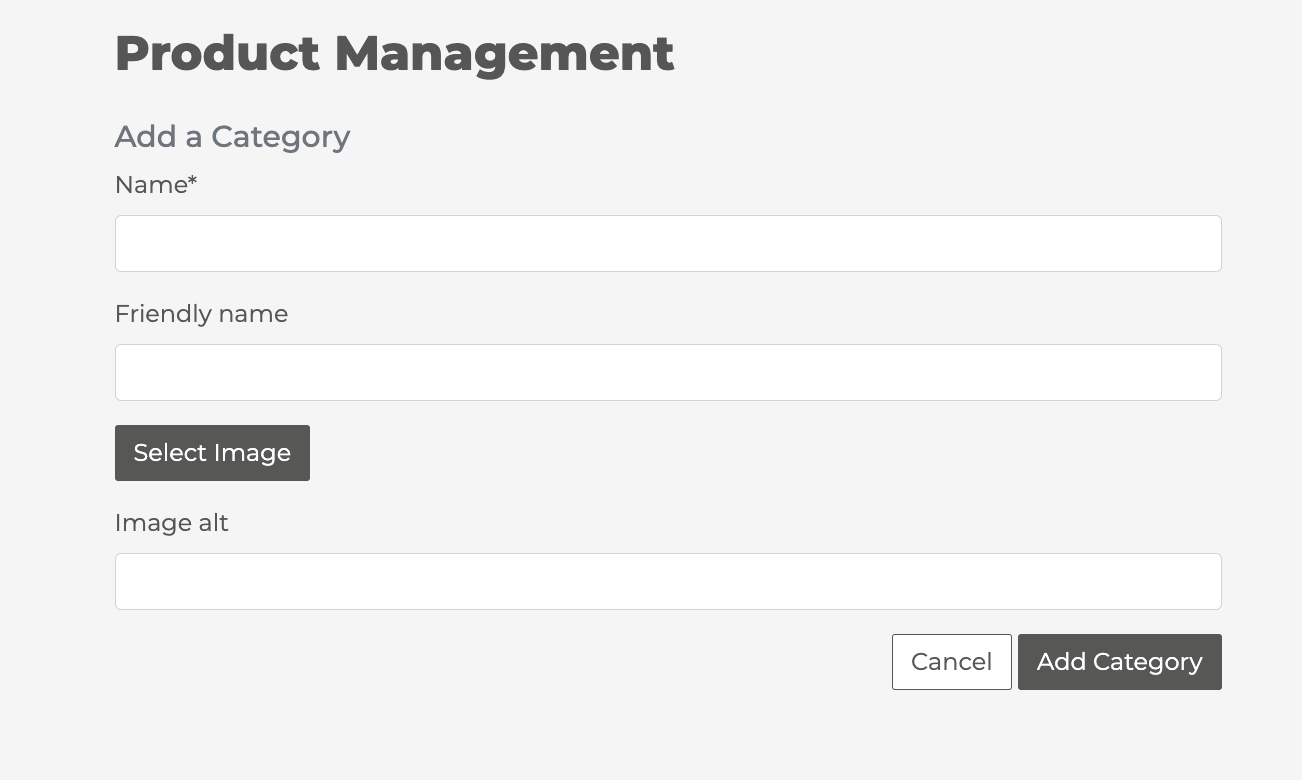 Product Management
Add a Category
Name*
Friendly name
Select Image
Image alt
Cancel Add Category